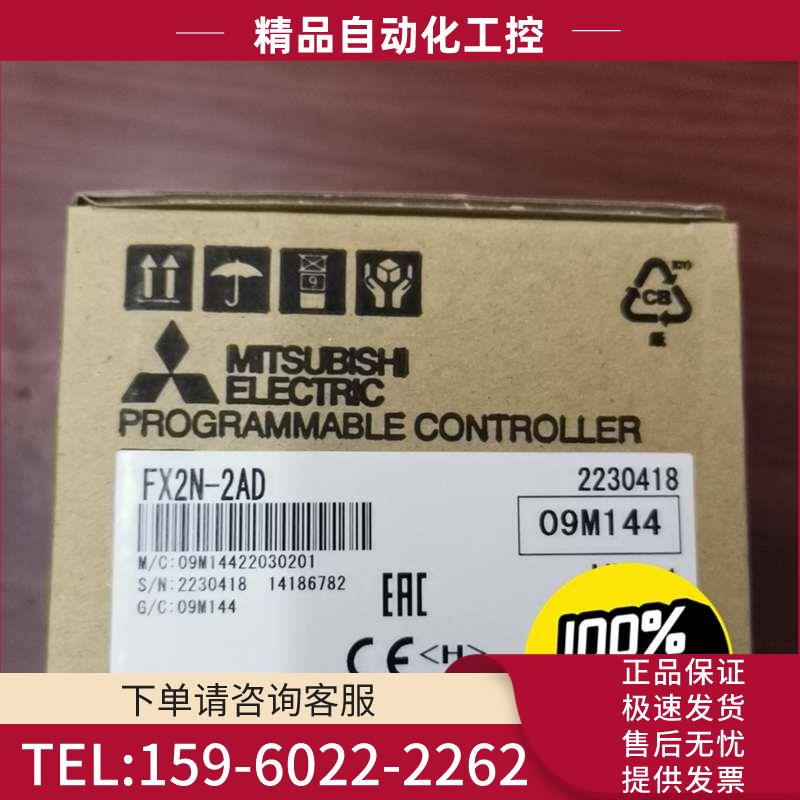 精品自动化工控
9
CB
MITSUBISHI
ELECTRIC
PROGRAMMABLE CONTROLLER
FX2N-2AD
2230418
09M144
M/C:09M14422030201
S/N:2230418 14186782
G/C:09M144
EAC
CE <H>
100%
下单请咨询客服
TEL:159-6022-2262
正品保证
极速发货
售后无忧
提供发票